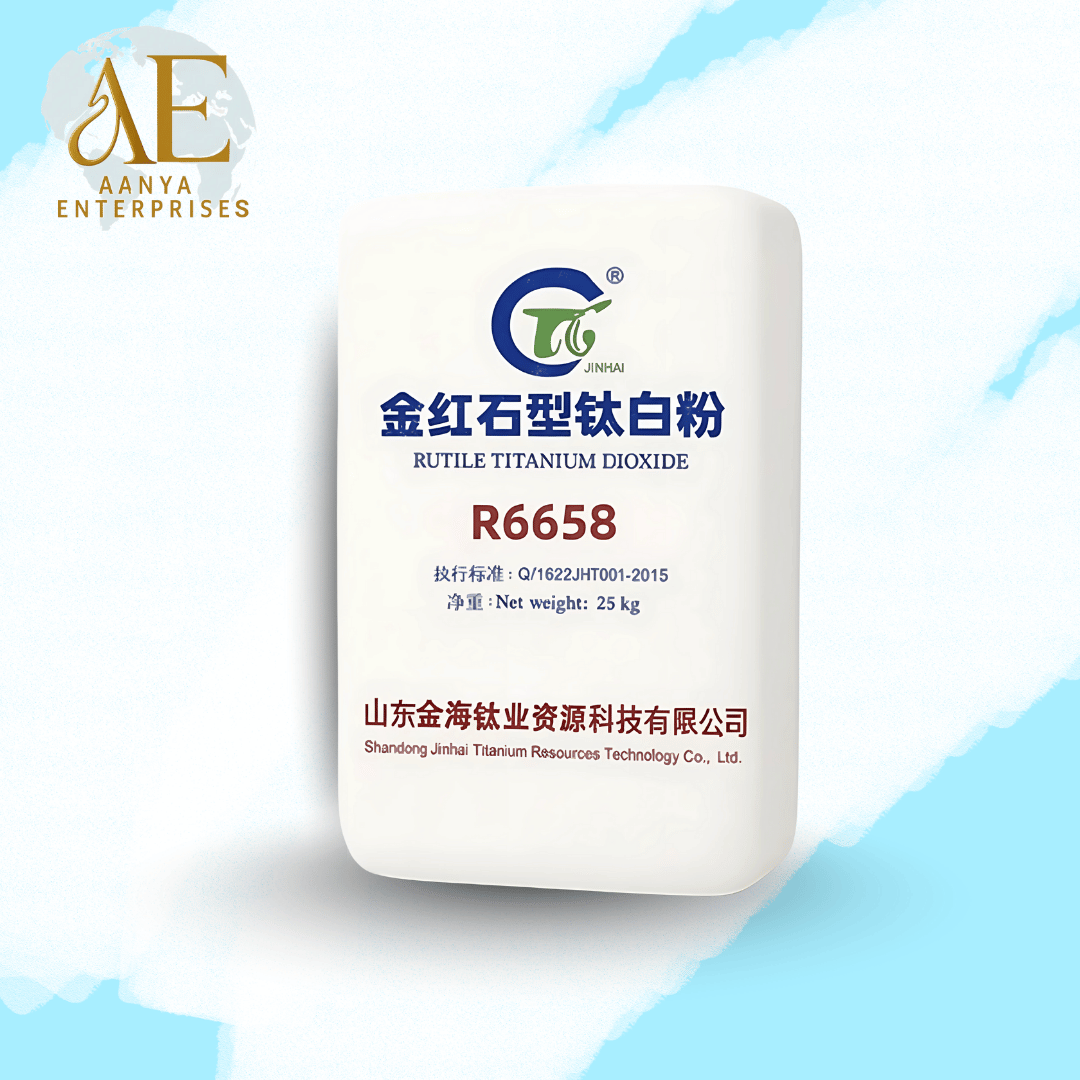 AE
AANYA
ENTERPRISES
®
JINHAI
金红石型钛白粉
RUTILE TITANIUM DIOXIDE
R6658
执行标准：Q/1622JHT001-2015
净重：Net weight: 25 kg
山东金海钛业资源科技有限公司
Shandong Jinhai Titanium Resources Technology Co., Ltd.